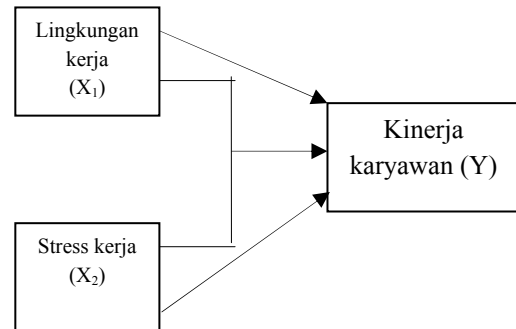 Lingkungan
kerja
(X₁)
Kinerja
karyawan (Y)
Stress kerja
(X₂)